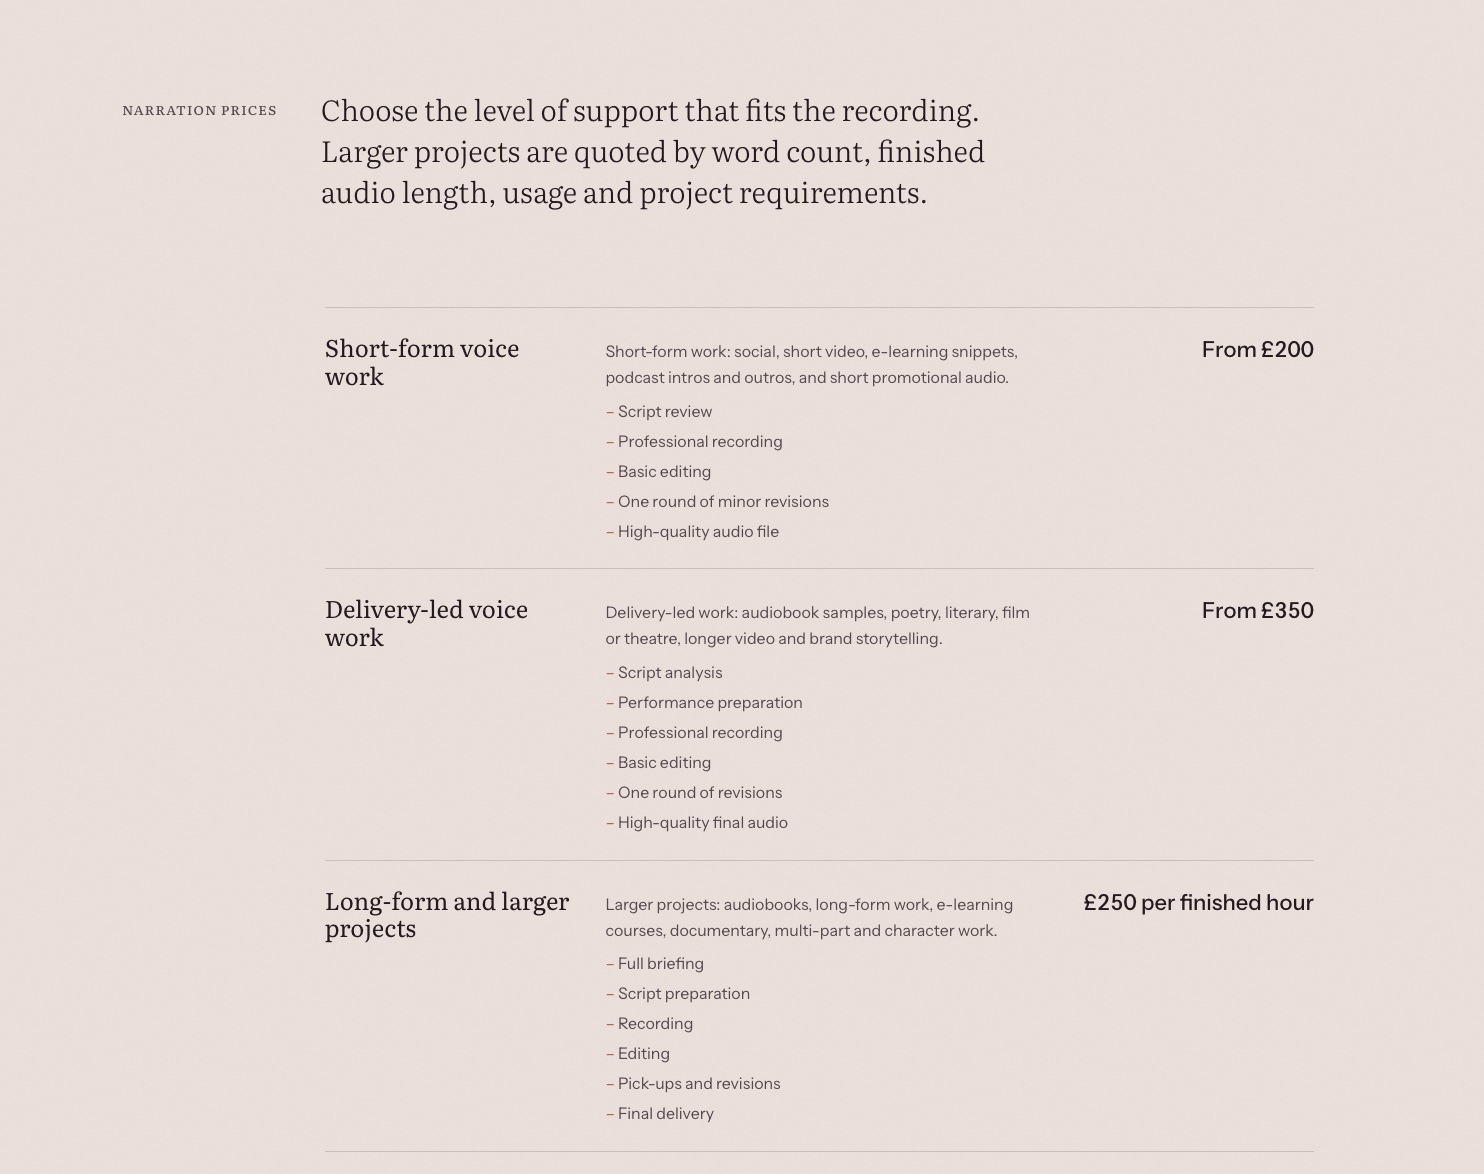 NARRATION PRICES
Choose the level of support that fits the recording.
Larger projects are quoted by word count, finished
audio length, usage and project requirements.
Short-form voice
work
Short-form work: social, short video, e-learning snippets,
podcast intros and outros, and short promotional audio.
– Script review
– Professional recording
– Basic editing
– One round of minor revisions
– High-quality audio file
From £200
Delivery-led voice
work
Delivery-led work: audiobook samples, poetry, literary, film
or theatre, longer video and brand storytelling.
– Script analysis
– Performance preparation
– Professional recording
– Basic editing
– One round of revisions
– High-quality final audio
From £350
Long-form and larger
projects
Larger projects: audiobooks, long-form work, e-learning
courses, documentary, multi-part and character work.
– Full briefing
– Script preparation
– Recording
– Editing
– Pick-ups and revisions
– Final delivery
£250 per finished hour